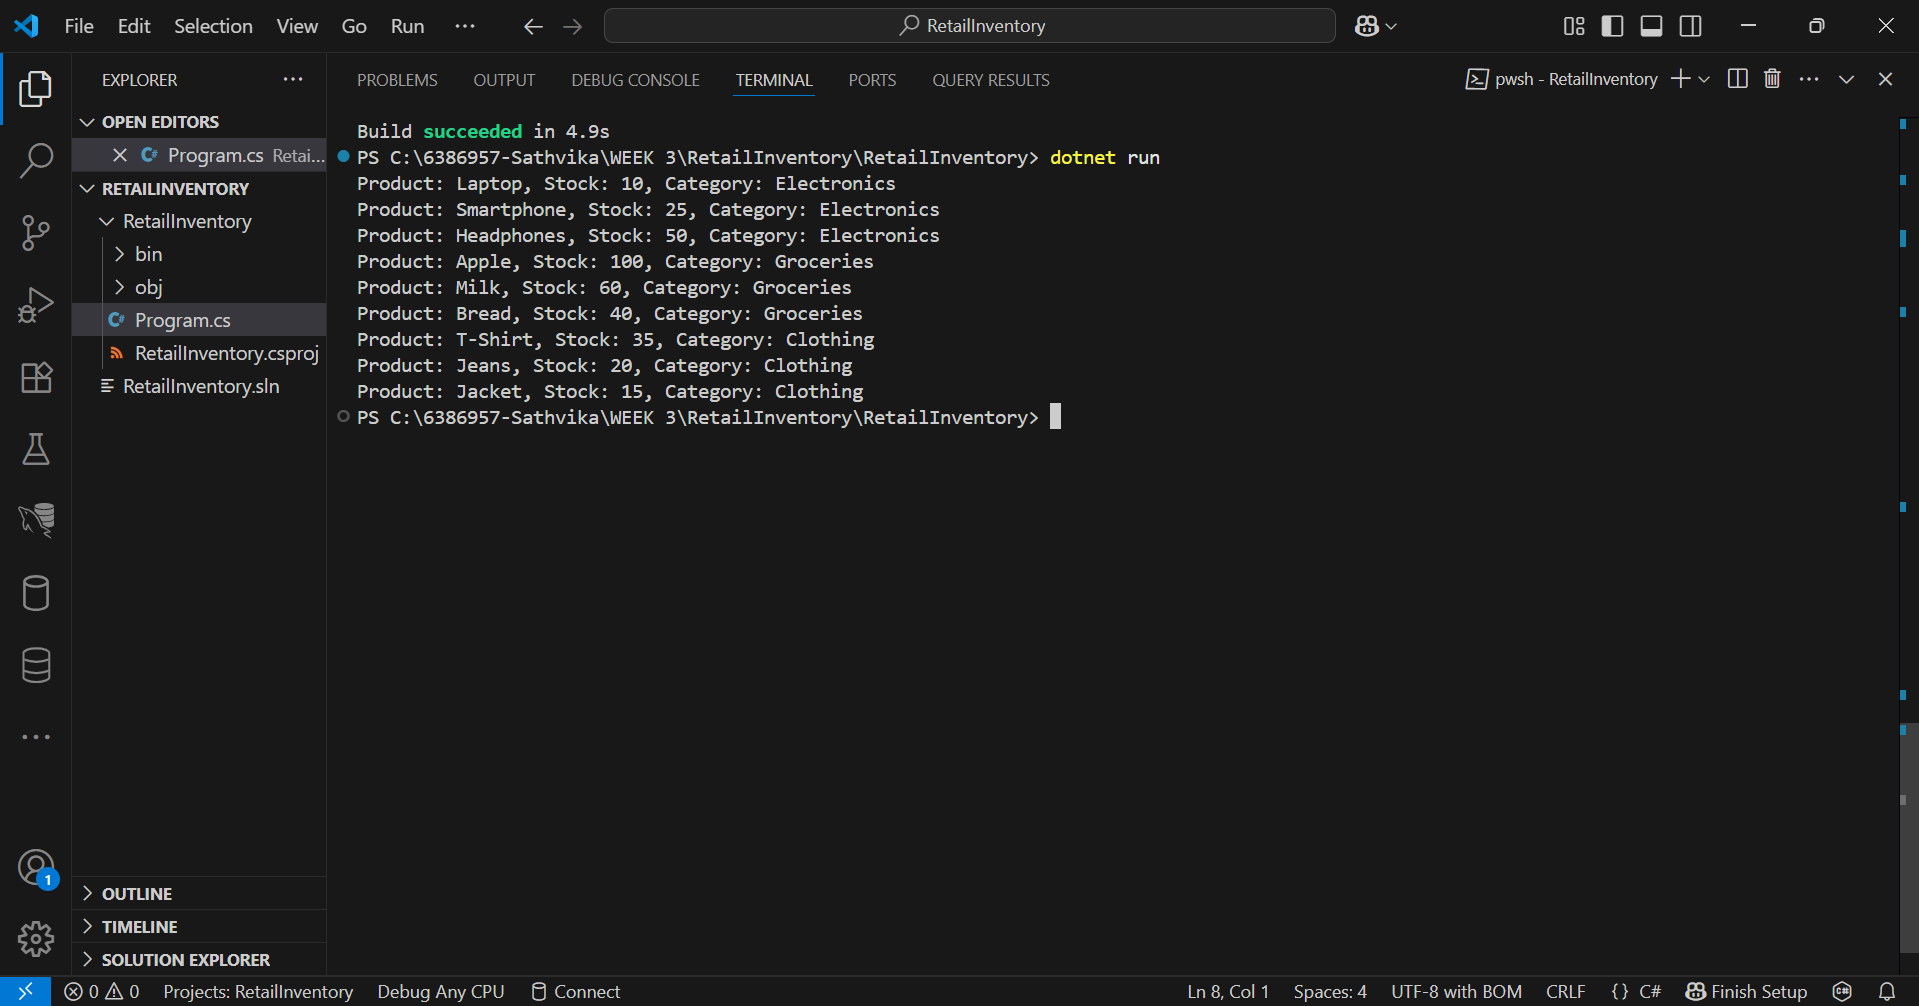 File Edit Selection View Go Run ··· RetailInventory
EXPLORER ···
OPEN EDITORS
Program.cs Retai...
RETAILINVENTORY
RetailInventory
bin
obj
Program.cs
RetailInventory.csproj
RetailInventory.sln
OUTLINE
TIMELINE
SOLUTION EXPLORER
PROBLEMS OUTPUT DEBUG CONSOLE TERMINAL PORTS QUERY RESULTS pwsh - RetailInventory
Build succeeded in 4.9s
PS C:\6386957-Sathvika\WEEK 3\RetailInventory\RetailInventory> dotnet run
Product: Laptop, Stock: 10, Category: Electronics
Product: Smartphone, Stock: 25, Category: Electronics
Product: Headphones, Stock: 50, Category: Electronics
Product: Apple, Stock: 100, Category: Groceries
Product: Milk, Stock: 60, Category: Groceries
Product: Bread, Stock: 40, Category: Groceries
Product: T-Shirt, Stock: 35, Category: Clothing
Product: Jeans, Stock: 20, Category: Clothing
Product: Jacket, Stock: 15, Category: Clothing
PS C:\6386957-Sathvika\WEEK 3\RetailInventory\RetailInventory>
1
0 0 Projects: RetailInventory Debug Any CPU Connect Ln 8, Col 1 Spaces: 4 UTF-8 with BOM CRLF {} C# Finish Setup